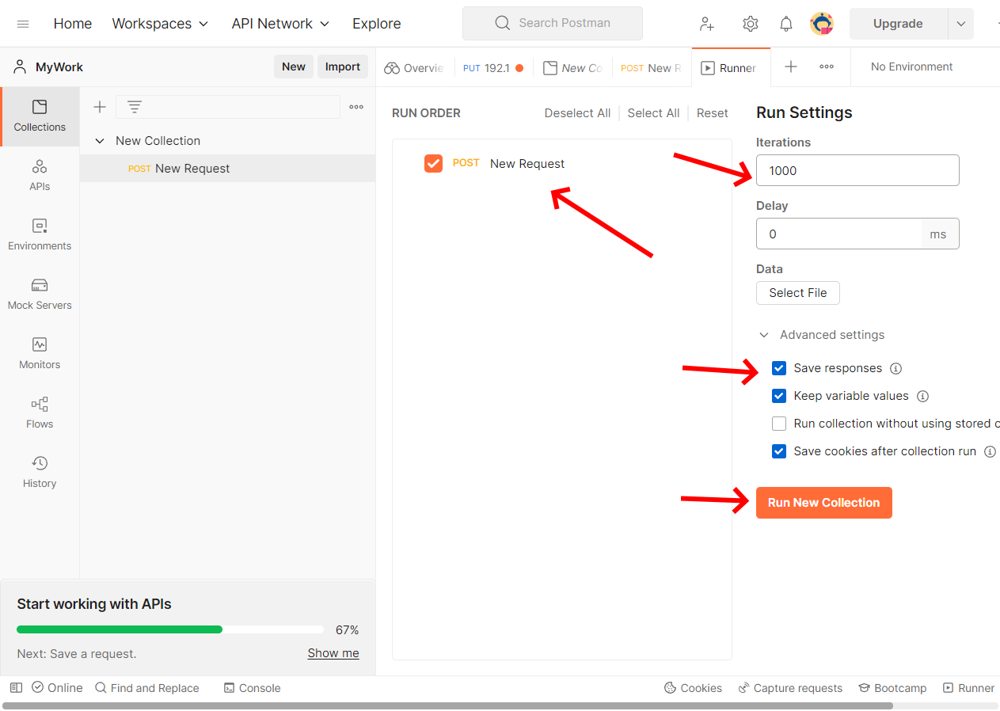 Home Workspaces API Network Explore Search Postman Upgrade
MyWork New Import
Overvie PUT 192.1 New Co POST New R Runner No Environment
Collections
APIs
Environments
Mock Servers
Monitors
Flows
History
New Collection
POST New Request
RUN ORDER Deselect All Select All Reset
POST New Request
Run Settings
Iterations
1000
Delay
0 ms
Data
Select File
Advanced settings
Save responses
Keep variable values
Run collection without using stored c
Save cookies after collection run
Run New Collection
Start working with APIs
67%
Next: Save a request. Show me
Online Find and Replace Console Cookies Capture requests Bootcamp Runner